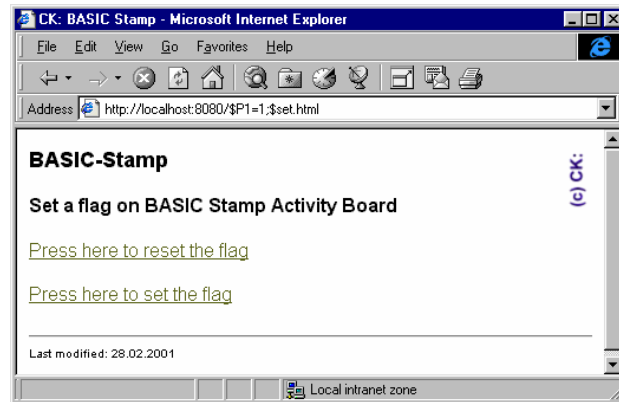 CK: BASIC Stamp - Microsoft Internet Explorer
File Edit View Go Favorites Help
Address http://localhost:8080/$P1=1;$set.html
BASIC-Stamp
(c) CK:
Set a flag on BASIC Stamp Activity Board
Press here to reset the flag
Press here to set the flag
Last modified: 28.02.2001
Local intranet zone